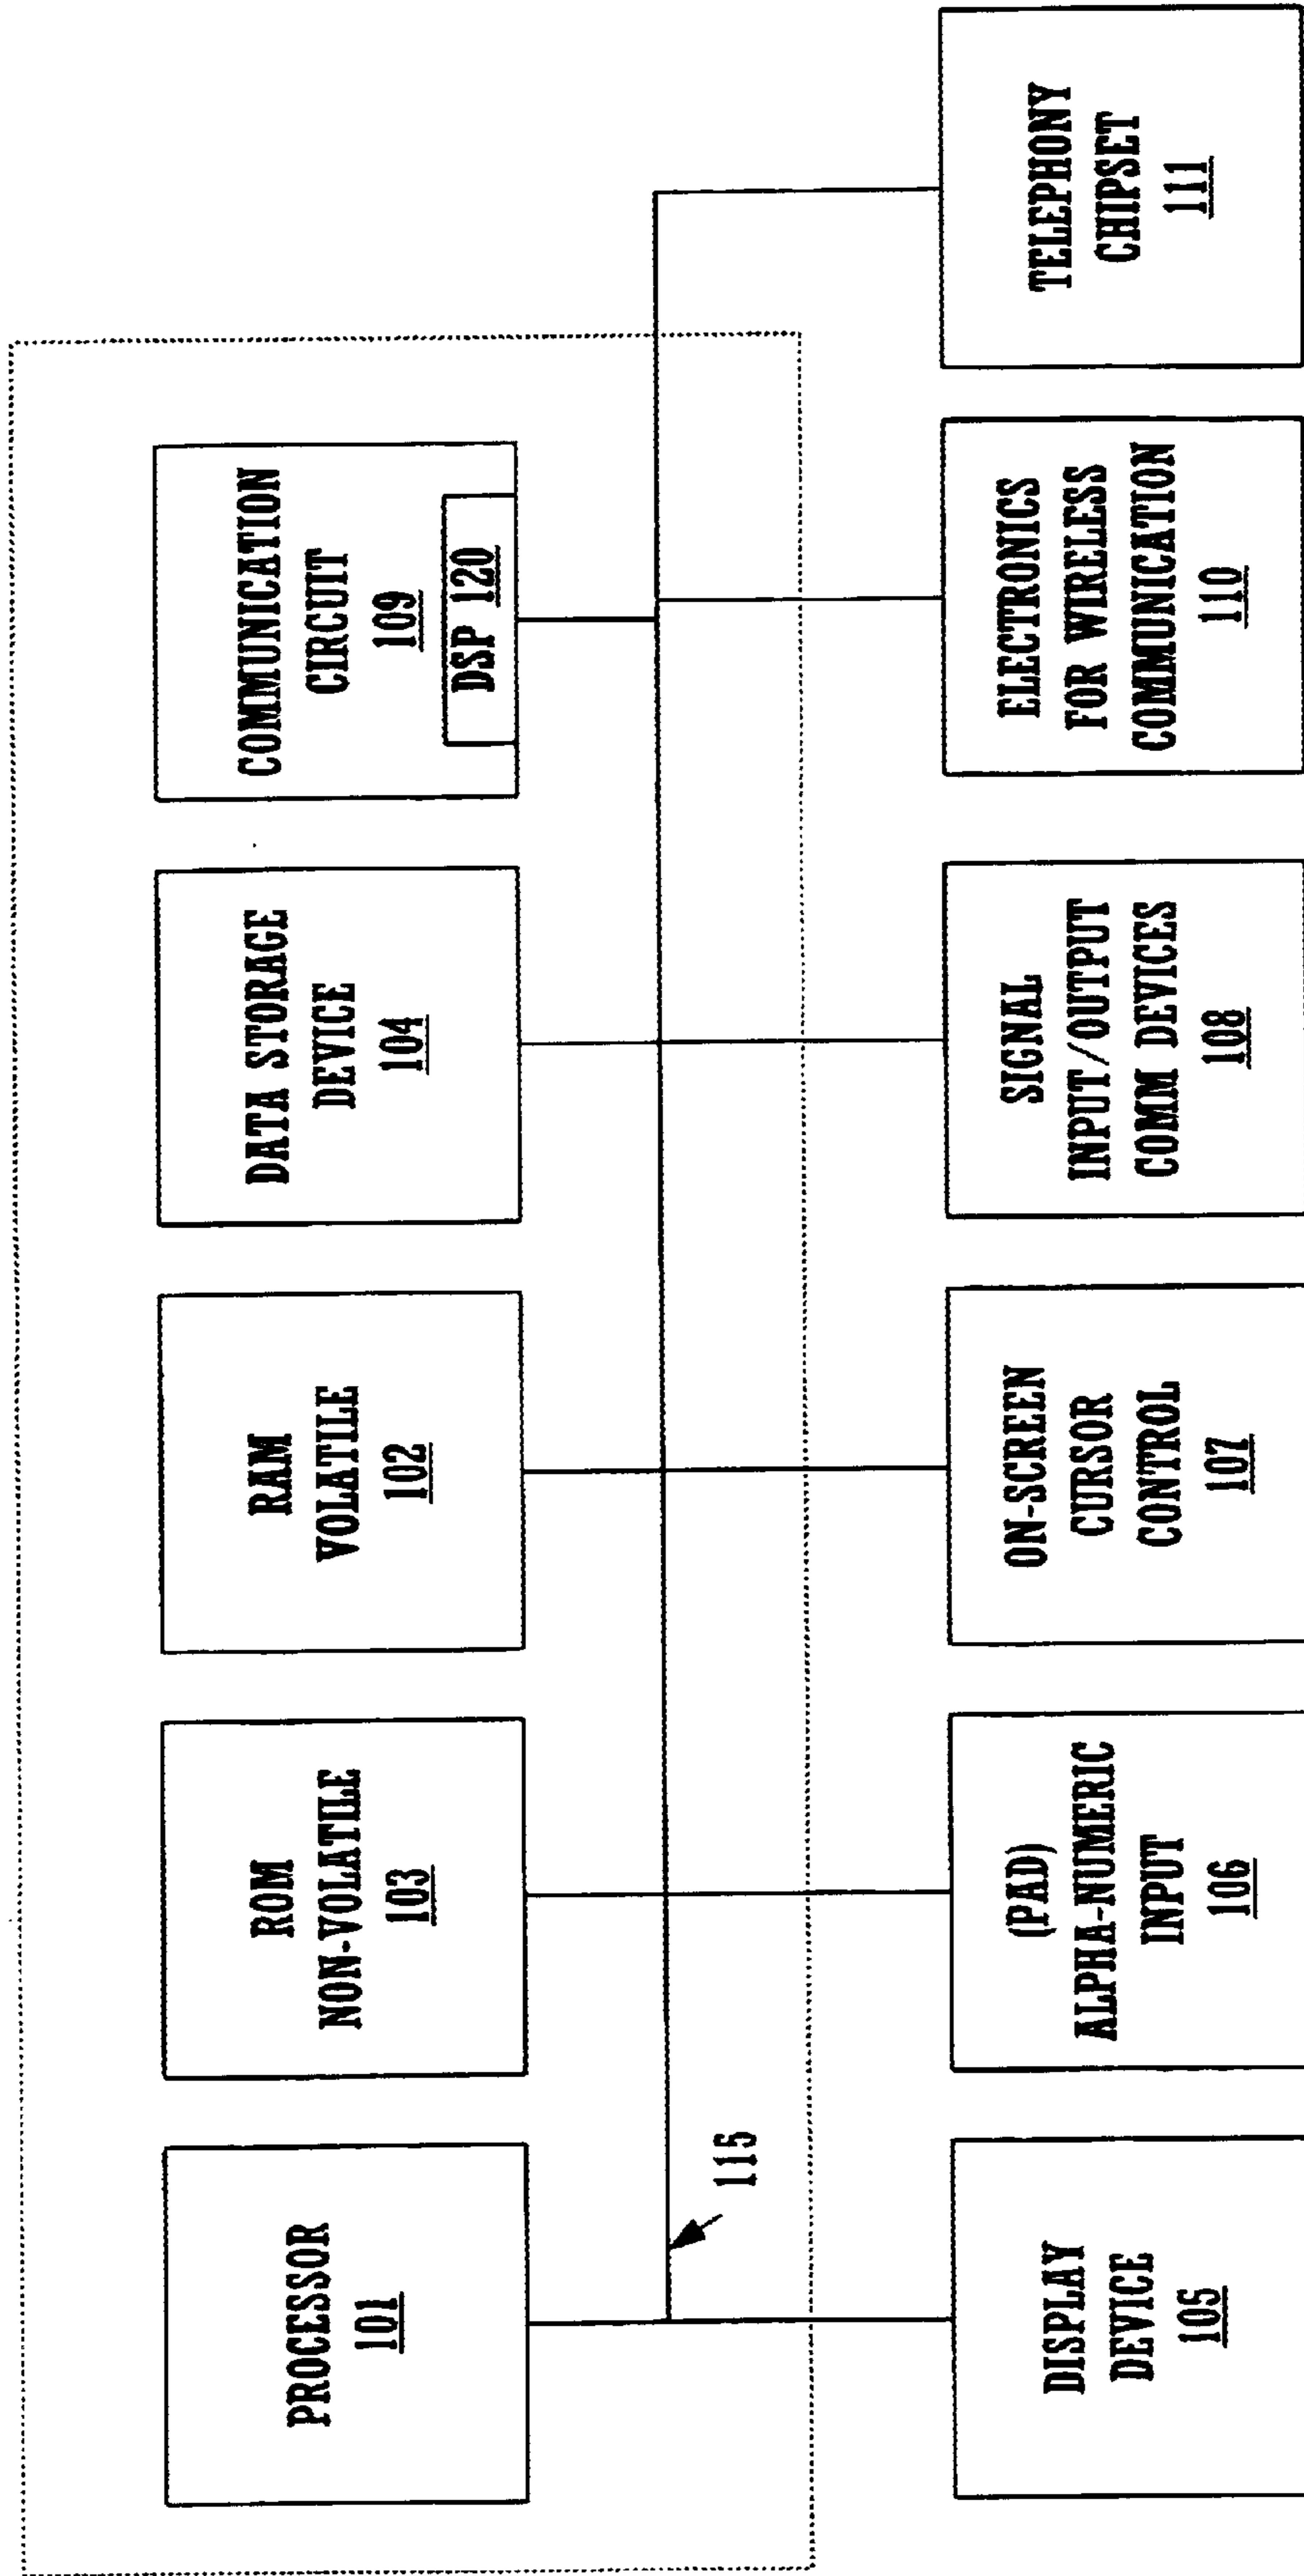 PROCESSOR
101
ROM
NON-VOLATILE
103
RAM
VOLATILE
102
DATA STORAGE
DEVICE
104
COMMUNICATION
CIRCUIT
109
DSP 120
115
DISPLAY
DEVICE
105
(PAD)
ALPHA-NUMERIC
INPUT
106
ON-SCREEN
CURSOR
CONTROL
107
SIGNAL
INPUT/OUTPUT
COMM DEVICES
108
ELECTRONICS
FOR WIRELESS
COMMUNICATION
110
TELEPHONY
CHIPSET
111